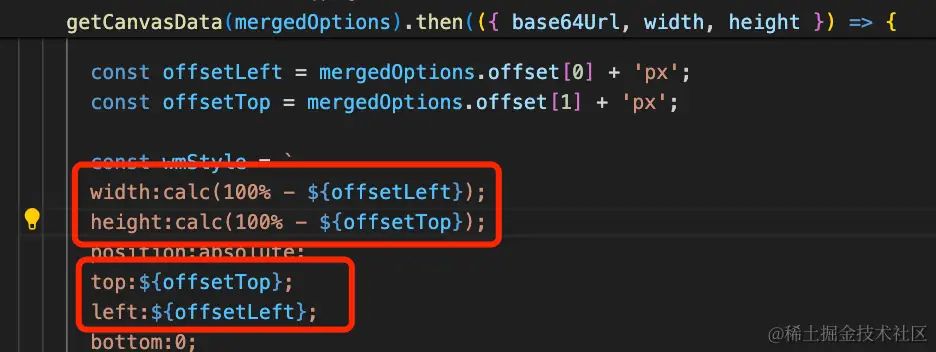 getCanvasData(mergedOptions).then(({ base64Url, width, height }) => {
const offsetLeft = mergedOptions.offset[0] + 'px';
const offsetTop = mergedOptions.offset[1] + 'px';
const wmStyle = `
width:calc(100% - ${offsetLeft});
height:calc(100% - ${offsetTop});
position:absolute;
top:${offsetTop};
left:${offsetLeft};
bottom:0;
@稀土掘金技术社区